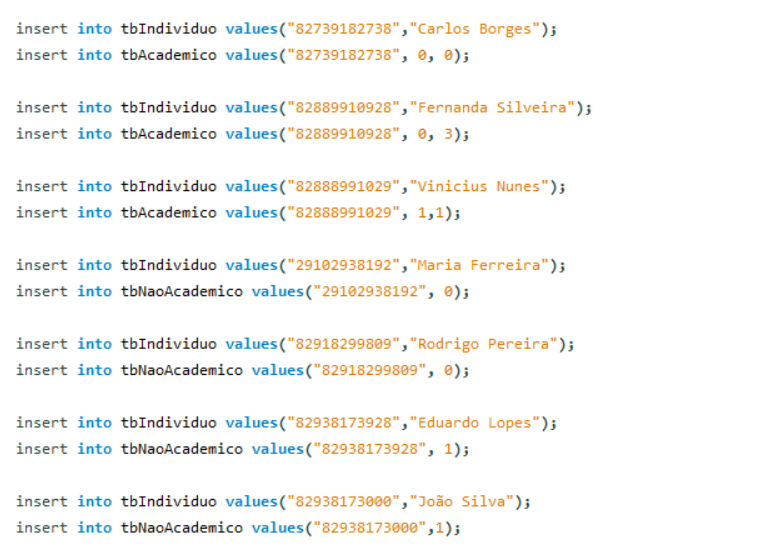 insert into tbIndividuo values("82739182738","Carlos Borges");
insert into tbAcademico values("82739182738", 0, 0);
insert into tbIndividuo values("82889910928","Fernanda Silveira");
insert into tbAcademico values("82889910928", 0, 3);
insert into tbIndividuo values("82888991029","Vinicius Nunes");
insert into tbAcademico values("82888991029", 1,1);
insert into tbIndividuo values("29102938192","Maria Ferreira");
insert into tbNaoAcademico values("29102938192", 0);
insert into tbIndividuo values("82918299809","Rodrigo Pereira");
insert into tbNaoAcademico values("82918299809", 0);
insert into tbIndividuo values("82938173928","Eduardo Lopes");
insert into tbNaoAcademico values("82938173928", 1);
insert into tbIndividuo values("82938173000","João Silva");
insert into tbNaoAcademico values("82938173000",1);